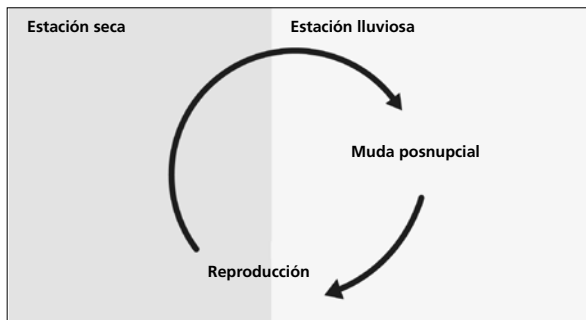 Estación seca
Estación lluviosa
Muda posnupcial
Reproducción